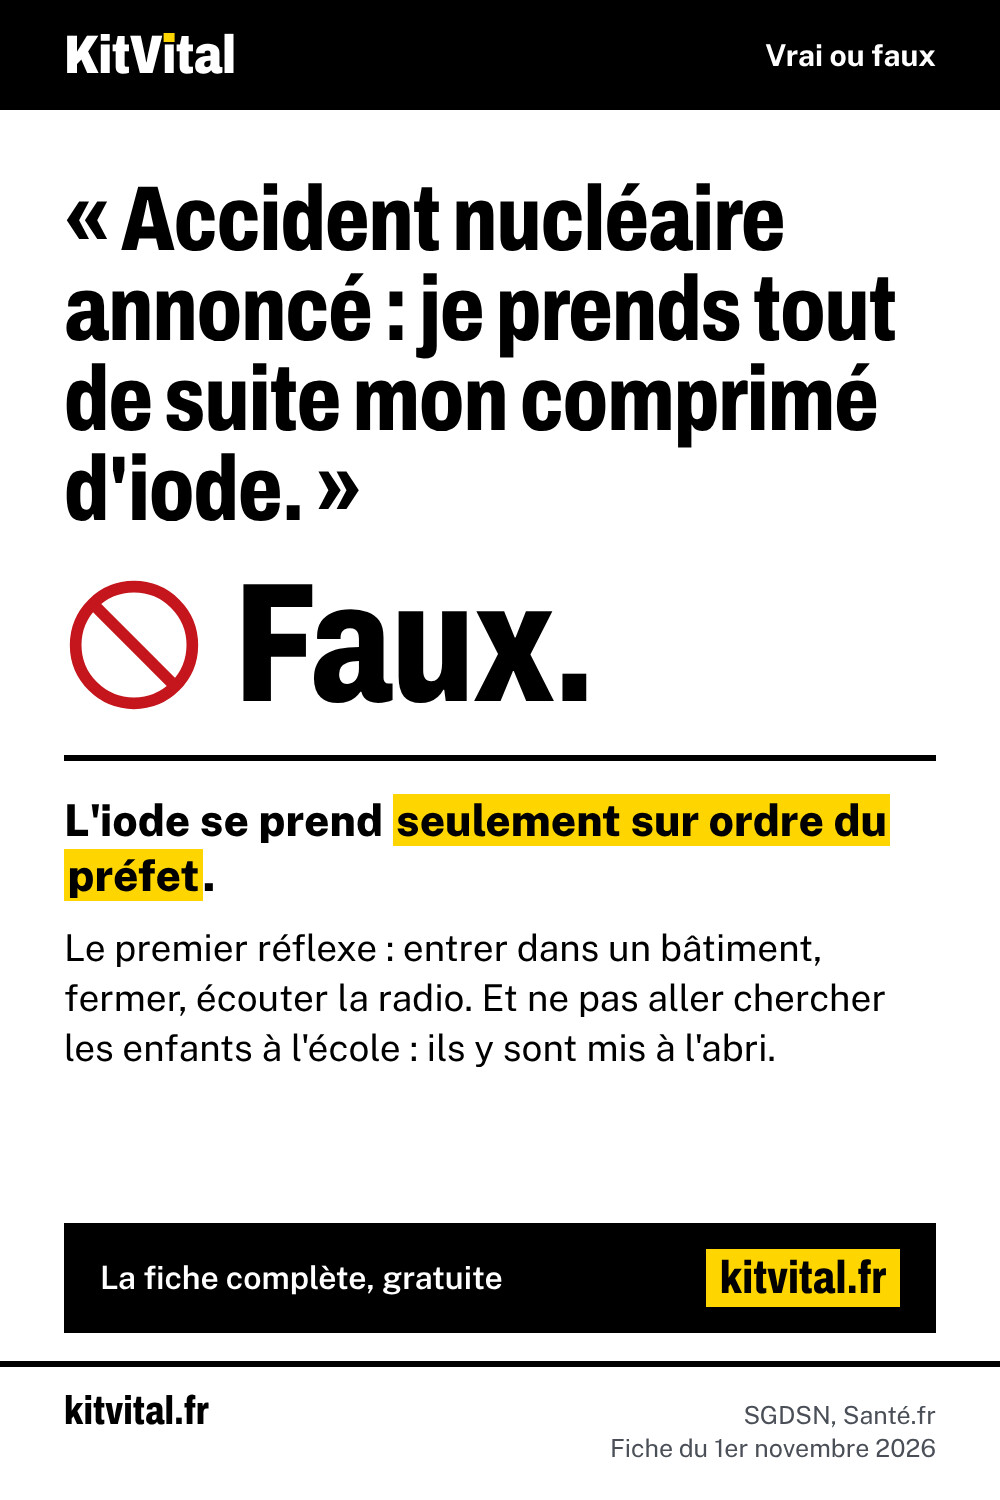 KitVital
Vrai ou faux
« Accident nucléaire
annoncé : je prends tout
de suite mon comprimé
d'iode. »
Faux.
L'iode se prend seulement sur ordre du
préfet.
Le premier réflexe : entrer dans un bâtiment,
fermer, écouter la radio. Et ne pas aller chercher
les enfants à l'école : ils y sont mis à l'abri.
La fiche complète, gratuite
kitvital.fr
kitvital.fr
SGDSN, Santé.fr
Fiche du 1er novembre 2026